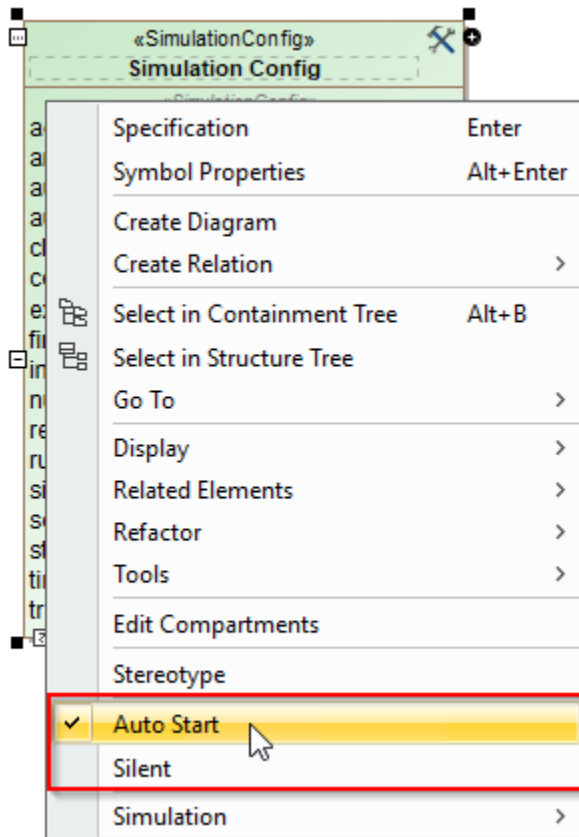 «SimulationConfig»
Simulation Config
«SimulationConfig»
Specification Enter
Symbol Properties Alt+Enter
Create Diagram
Create Relation
Select in Containment Tree Alt+B
Select in Structure Tree
Go To
Display
Related Elements
Refactor
Tools
Edit Compartments
Stereotype
Auto Start
Silent
Simulation